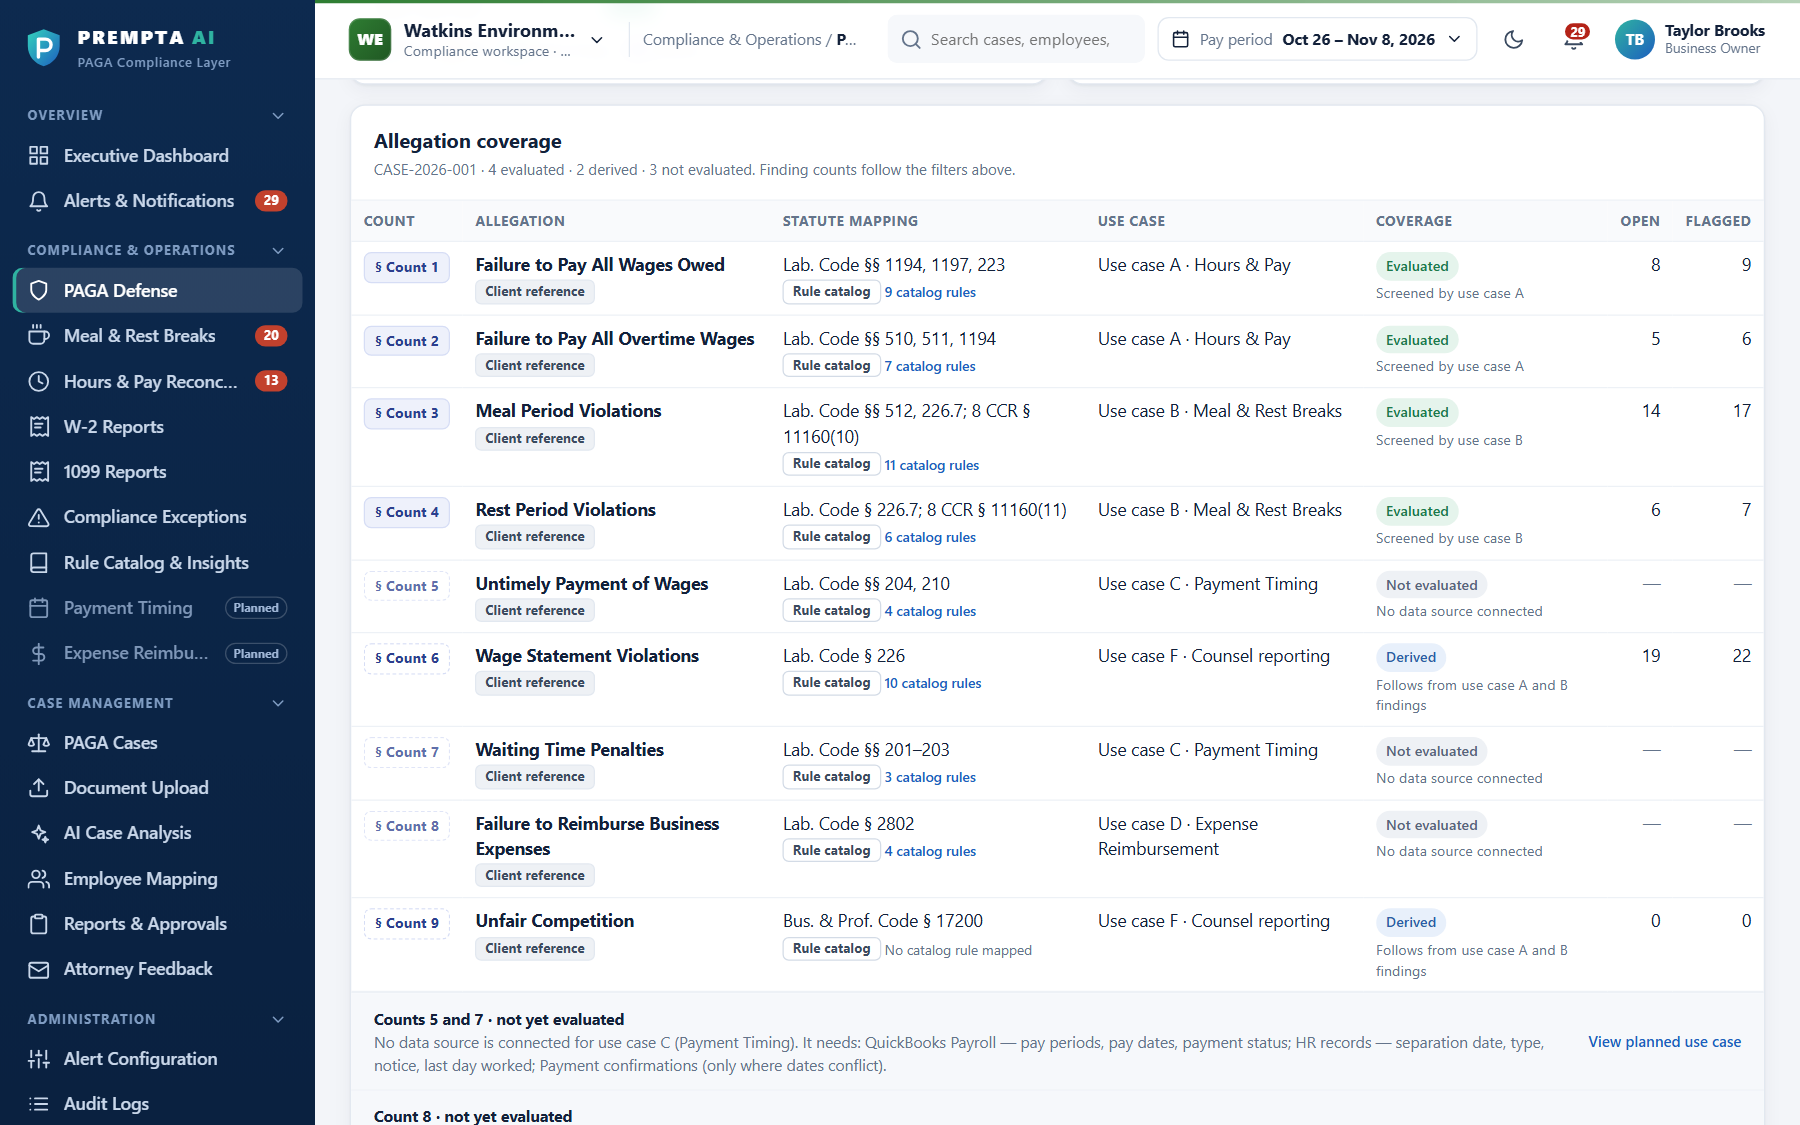 PREMPTA AI
PAGA Compliance Layer
OVERVIEW
Executive Dashboard
Alerts & Notifications 29
COMPLIANCE & OPERATIONS
PAGA Defense
Meal & Rest Breaks 20
Hours & Pay Reconc... 13
W-2 Reports
1099 Reports
Compliance Exceptions
Rule Catalog & Insights
Payment Timing Planned
Expense Reimbu... Planned
CASE MANAGEMENT
PAGA Cases
Document Upload
AI Case Analysis
Employee Mapping
Reports & Approvals
Attorney Feedback
ADMINISTRATION
Alert Configuration
Audit Logs
WE
Watkins Environm...
Compliance workspace · ...
Compliance & Operations / P...
Search cases, employees,
Pay period Oct 26 – Nov 8, 2026
29
TB
Taylor Brooks
Business Owner
Allegation coverage
CASE-2026-001 · 4 evaluated · 2 derived · 3 not evaluated. Finding counts follow the filters above.
COUNT ALLEGATION STATUTE MAPPING USE CASE COVERAGE OPEN FLAGGED
§ Count 1 Failure to Pay All Wages Owed Lab. Code §§ 1194, 1197, 223 Use case A · Hours & Pay Evaluated 8 9
Client reference Rule catalog 9 catalog rules Screened by use case A
§ Count 2 Failure to Pay All Overtime Wages Lab. Code §§ 510, 511, 1194 Use case A · Hours & Pay Evaluated 5 6
Client reference Rule catalog 7 catalog rules Screened by use case A
§ Count 3 Meal Period Violations Lab. Code §§ 512, 226.7; 8 CCR § Use case B · Meal & Rest Breaks Evaluated 14 17
Client reference 11160(10) Screened by use case B
Rule catalog 11 catalog rules
§ Count 4 Rest Period Violations Lab. Code § 226.7; 8 CCR § 11160(11) Use case B · Meal & Rest Breaks Evaluated 6 7
Client reference Rule catalog 6 catalog rules Screened by use case B
§ Count 5 Untimely Payment of Wages Lab. Code §§ 204, 210 Use case C · Payment Timing Not evaluated — —
Client reference Rule catalog 4 catalog rules No data source connected
§ Count 6 Wage Statement Violations Lab. Code § 226 Use case F · Counsel reporting Derived 19 22
Client reference Rule catalog 10 catalog rules Follows from use case A and B
findings
§ Count 7 Waiting Time Penalties Lab. Code §§ 201–203 Use case C · Payment Timing Not evaluated — —
Client reference Rule catalog 3 catalog rules No data source connected
§ Count 8 Failure to Reimburse Business Lab. Code § 2802 Use case D · Expense Not evaluated — —
Expenses Rule catalog 4 catalog rules Reimbursement No data source connected
Client reference
§ Count 9 Unfair Competition Bus. & Prof. Code § 17200 Use case F · Counsel reporting Derived 0 0
Client reference Rule catalog No catalog rule mapped Follows from use case A and B
findings
Counts 5 and 7 · not yet evaluated
No data source is connected for use case C (Payment Timing). It needs: QuickBooks Payroll — pay periods, pay dates, payment status; HR records — separation date, type, View planned use case
notice, last day worked; Payment confirmations (only where dates conflict).
Count 8 · not yet evaluated